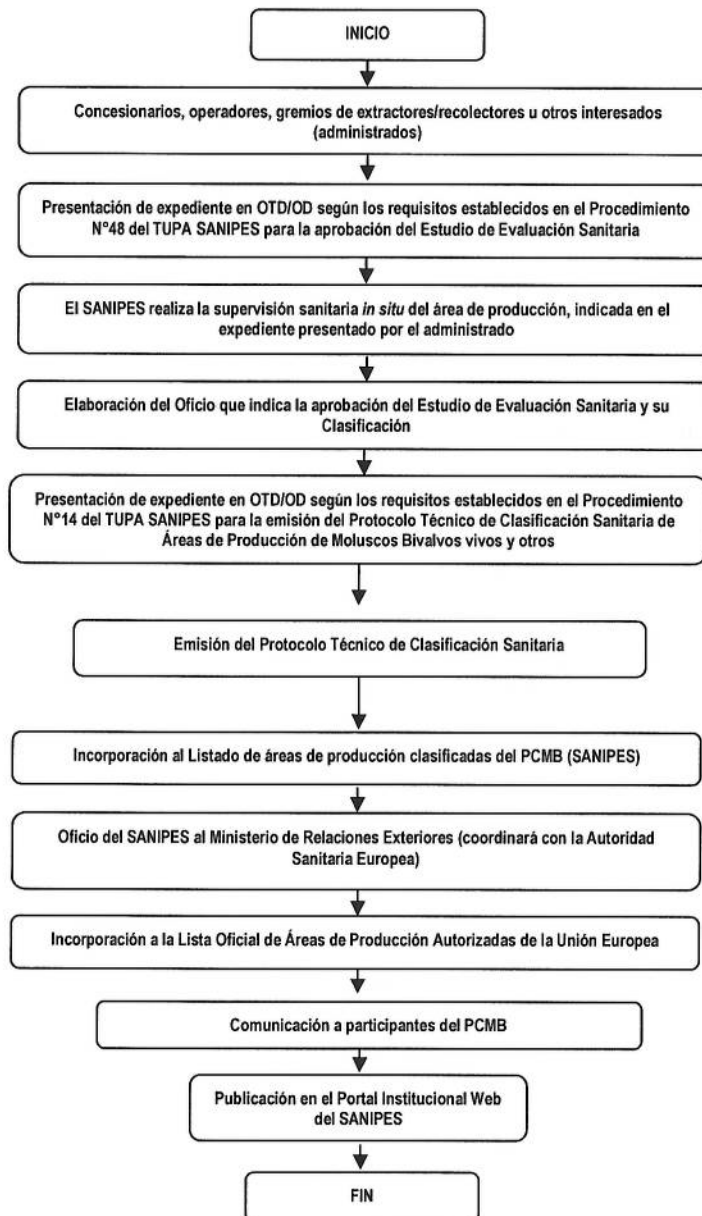 INICIO
Concesionarios, operadores, gremios de extractores/recolectores u otros interesados
(administrados)
Presentación de expediente en OTD/OD según los requisitos establecidos en el Procedimiento
N°48 del TUPA SANIPES para la aprobación del Estudio de Evaluación Sanitaria
El SANIPES realiza la supervisión sanitaria in situ del área de producción, indicada en el
expediente presentado por el administrado
Elaboración del Oficio que indica la aprobación del Estudio de Evaluación Sanitaria y su
Clasificación
Presentación de expediente en OTD/OD según los requisitos establecidos en el Procedimiento
N°14 del TUPA SANIPES para la emisión del Protocolo Técnico de Clasificación Sanitaria de
Áreas de Producción de Moluscos Bivalvos vivos y otros
Emisión del Protocolo Técnico de Clasificación Sanitaria
Incorporación al Listado de áreas de producción clasificadas del PCMB (SANIPES)
Oficio del SANIPES al Ministerio de Relaciones Exteriores (coordinará con la Autoridad
Sanitaria Europea)
Incorporación a la Lista Oficial de Áreas de Producción Autorizadas de la Unión Europea
Comunicación a participantes del PCMB
Publicación en el Portal Institucional Web
del SANIPES
FIN